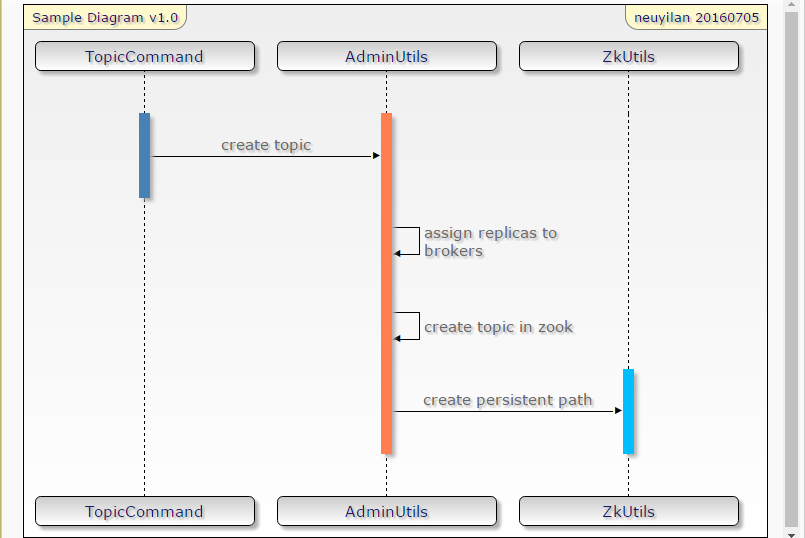 Sample Diagram v1.0
neuyilan 20160705
TopicCommand
AdminUtils
ZkUtils
create topic
assign replicas to
brokers
create topic in zook
create persistent path
TopicCommand
AdminUtils
ZkUtils